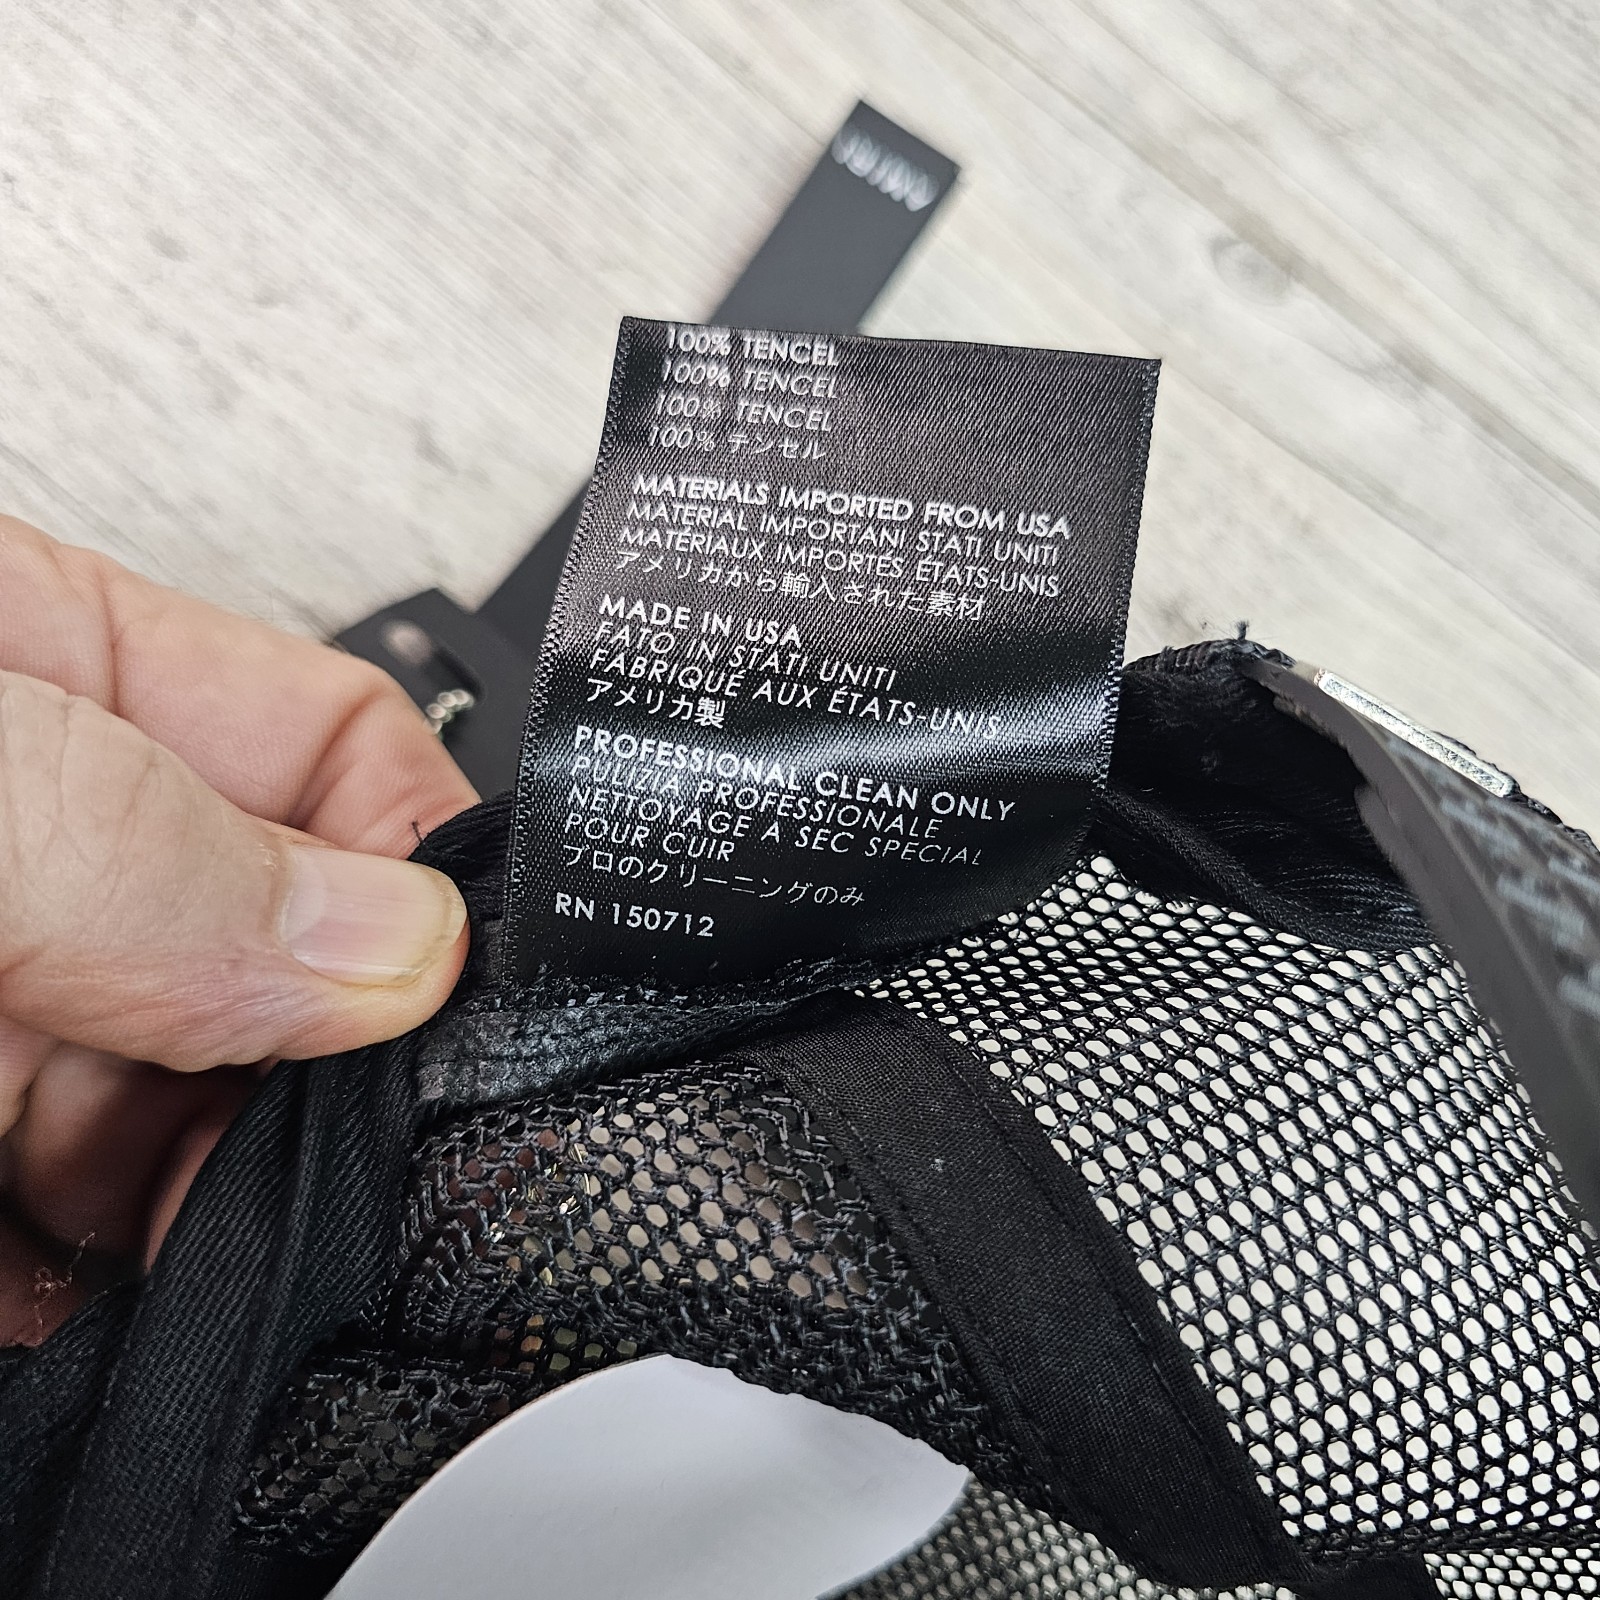 AMIRI
100% TENCEL
100% TENCEL
100% TENCEL
100% テンセル
MATERIALS IMPORTED FROM USA
MATERIAL IMPORTANI STATI UNITI
MATERIAUX IMPORTÉS ÉTATS-UNIS
アメリカから輸入された素材
MADE IN USA
FATO IN STATI UNITI
FABRIQUÉ AUX ÉTATS-UNIS
アメリカ製
PROFESSIONAL CLEAN ONLY
PULIZIA PROFESSIONALE
NETTOYAGE A SEC SPECIAL
POUR CUIR
プロのクリーニングのみ
RN 150712